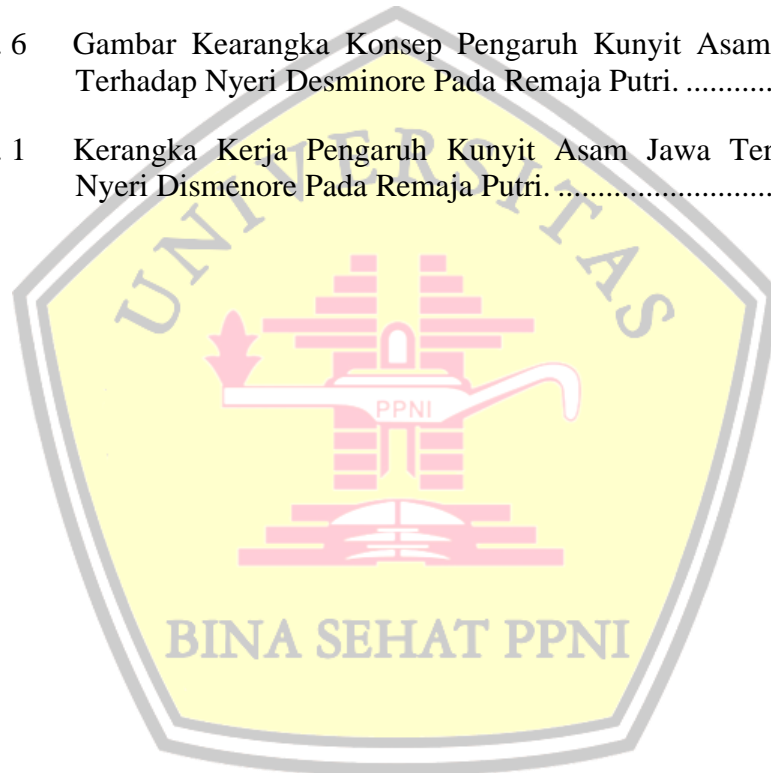 . 6 Gambar Kearangka Konsep Pengaruh Kunyit Asam
Terhadap Nyeri Desminore Pada Remaja Putri. ............
. 1 Kerangka Kerja Pengaruh Kunyit Asam Jawa Ter
Nyeri Dismenore Pada Remaja Putri. ...........................
UNIVERSITAS
PPNI
BINA SEHAT PPNI